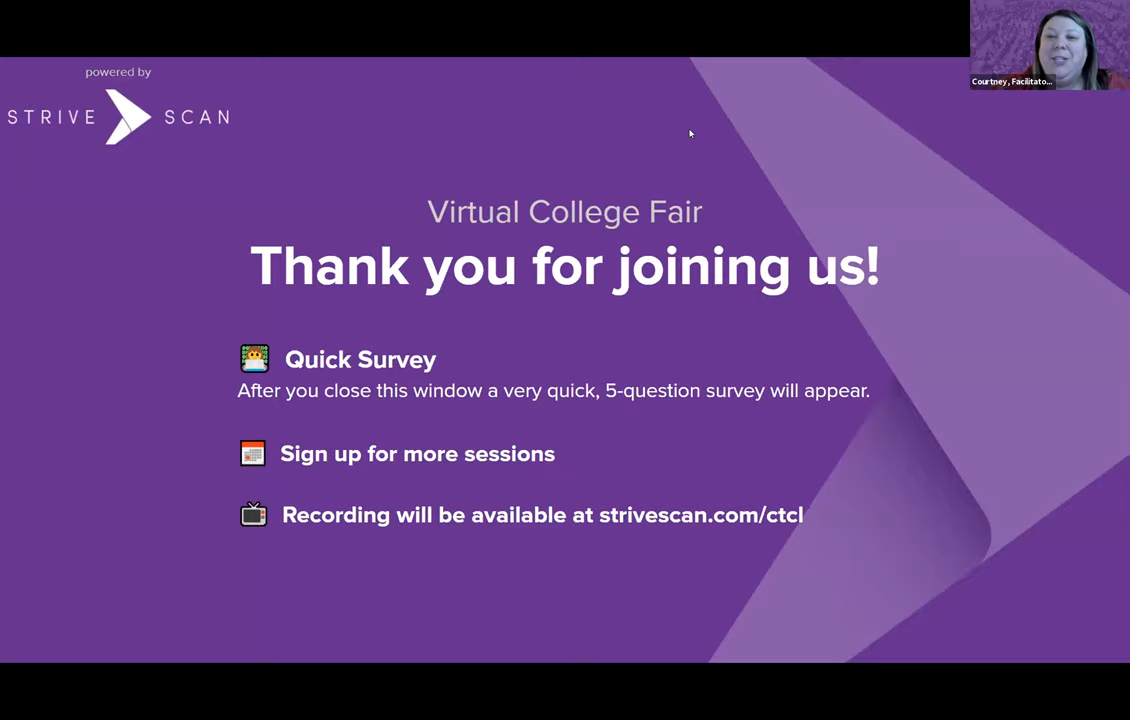 Courtney, Facilitato...
powered by
STRIVE SCAN
Virtual College Fair
Thank you for joining us!
Quick Survey
After you close this window a very quick, 5-question survey will appear.
Sign up for more sessions
Recording will be available at strivescan.com/ctcl